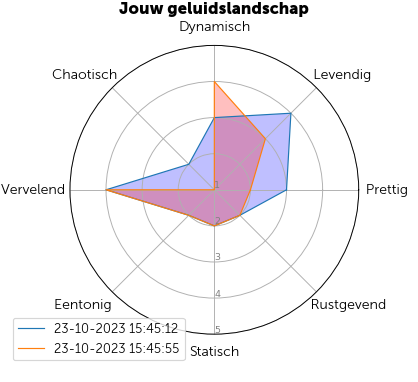 Jouw geluidslandschap
Dynamisch
Chaotisch
Levendig
Vervelend
Prettig
1
2
3
4
5
Eentonig
Rustgevend
Statisch
23-10-2023 15:45:12
23-10-2023 15:45:55